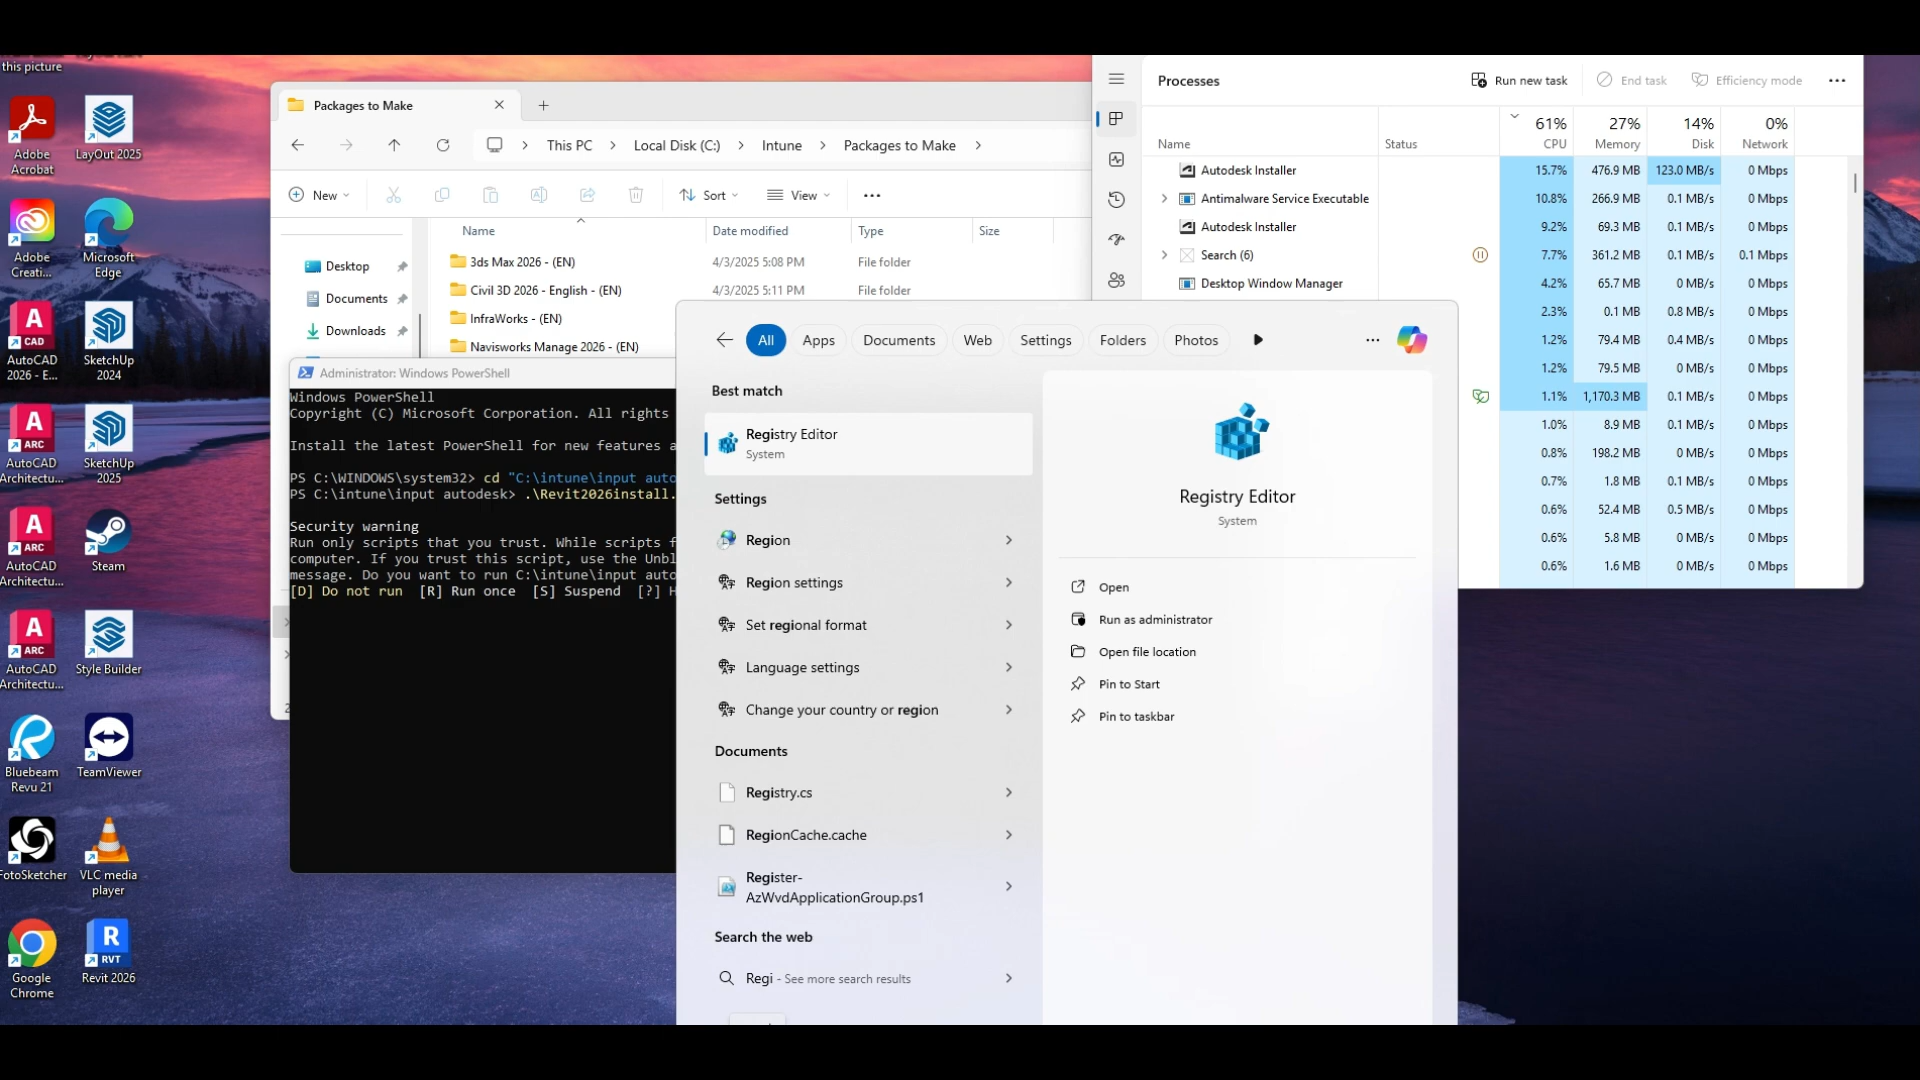 this picture
Adobe
Acrobat
LayOut 2025
Adobe
Creati...
Microsoft
Edge
A
CAD
AutoCAD
2026 - E...
SketchUp
2024
A
ARC
AutoCAD
Architectu...
SketchUp
2025
A
ARC
AutoCAD
Architectu...
Steam
A
ARC
AutoCAD
Architectu...
Style Builder
Bluebeam
Revu 21
TeamViewer
FotoSketcher
VLC media
player
Google
Chrome
R
RVT
Revit 2026
Packages to Make
This PC > Local Disk (C:) > Intune > Packages to Make >
New
Sort
View
Name Date modified Type Size
Desktop
Documents
Downloads
3ds Max 2026 - (EN) 4/3/2025 5:08 PM File folder
Civil 3D 2026 - English - (EN) 4/3/2025 5:11 PM File folder
InfraWorks - (EN)
Navisworks Manage 2026 - (EN)
2
Administrator: Windows PowerShell
Windows PowerShell
Copyright (C) Microsoft Corporation. All rights
Install the latest PowerShell for new features a
PS C:\WINDOWS\system32> cd "C:\intune\input auto
PS C:\intune\input autodesk> .\Revit2026install.
Security warning
Run only scripts that you trust. While scripts f
computer. If you trust this script, use the Unbl
message. Do you want to run C:\intune\input auto
[D] Do not run [R] Run once [S] Suspend [?] H
All Apps Documents Web Settings Folders Photos
Best match
Registry Editor
System
Settings
Region
Region settings
Set regional format
Language settings
Change your country or region
Documents
Registry.cs
RegionCache.cache
Register-
AzWvdApplicationGroup.ps1
Search the web
Regi - See more search results
Registry Editor
System
Open
Run as administrator
Open file location
Pin to Start
Pin to taskbar
Processes
Run new task
End task
Efficiency mode
61% 27% 14% 0%
Name Status CPU Memory Disk Network
Autodesk Installer 15.7% 476.9 MB 123.0 MB/s 0 Mbps
Antimalware Service Executable 10.8% 266.9 MB 0.1 MB/s 0 Mbps
Autodesk Installer 9.2% 69.3 MB 0.1 MB/s 0 Mbps
Search (6) 7.7% 361.2 MB 0.1 MB/s 0.1 Mbps
Desktop Window Manager 4.2% 65.7 MB 0 MB/s 0 Mbps
2.3% 0.1 MB 0.8 MB/s 0 Mbps
1.2% 79.4 MB 0.4 MB/s 0 Mbps
1.2% 79.5 MB 0 MB/s 0 Mbps
1.1% 1,170.3 MB 0.1 MB/s 0 Mbps
1.0% 8.9 MB 0.1 MB/s 0 Mbps
0.8% 198.2 MB 0 MB/s 0 Mbps
0.7% 1.8 MB 0.1 MB/s 0 Mbps
0.6% 52.4 MB 0.5 MB/s 0 Mbps
0.6% 5.8 MB 0 MB/s 0 Mbps
0.6% 1.6 MB 0 MB/s 0 Mbps